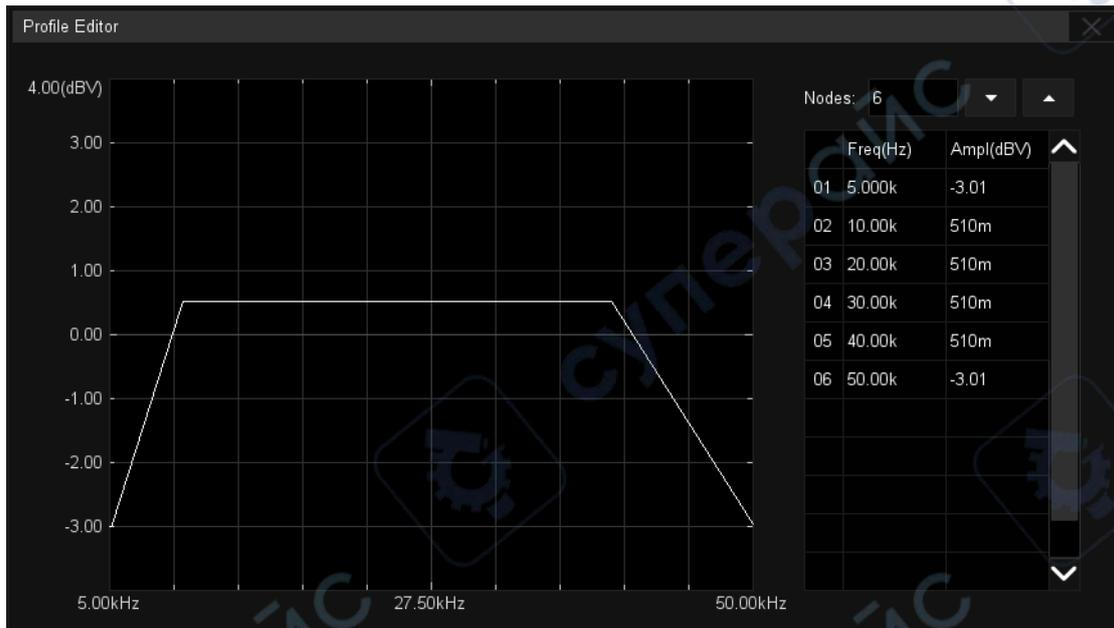 Profile Editor
4.00(dBV)
3.00
2.00
1.00
0.00
-1.00
-2.00
-3.00
5.00kHz 27.50kHz 50.00kHz
Nodes: 6
Freq(Hz) Ampl(dBV)
01 5.000k -3.01
02 10.00k 510m
03 20.00k 510m
04 30.00k 510m
05 40.00k 510m
06 50.00k -3.01
суперайс